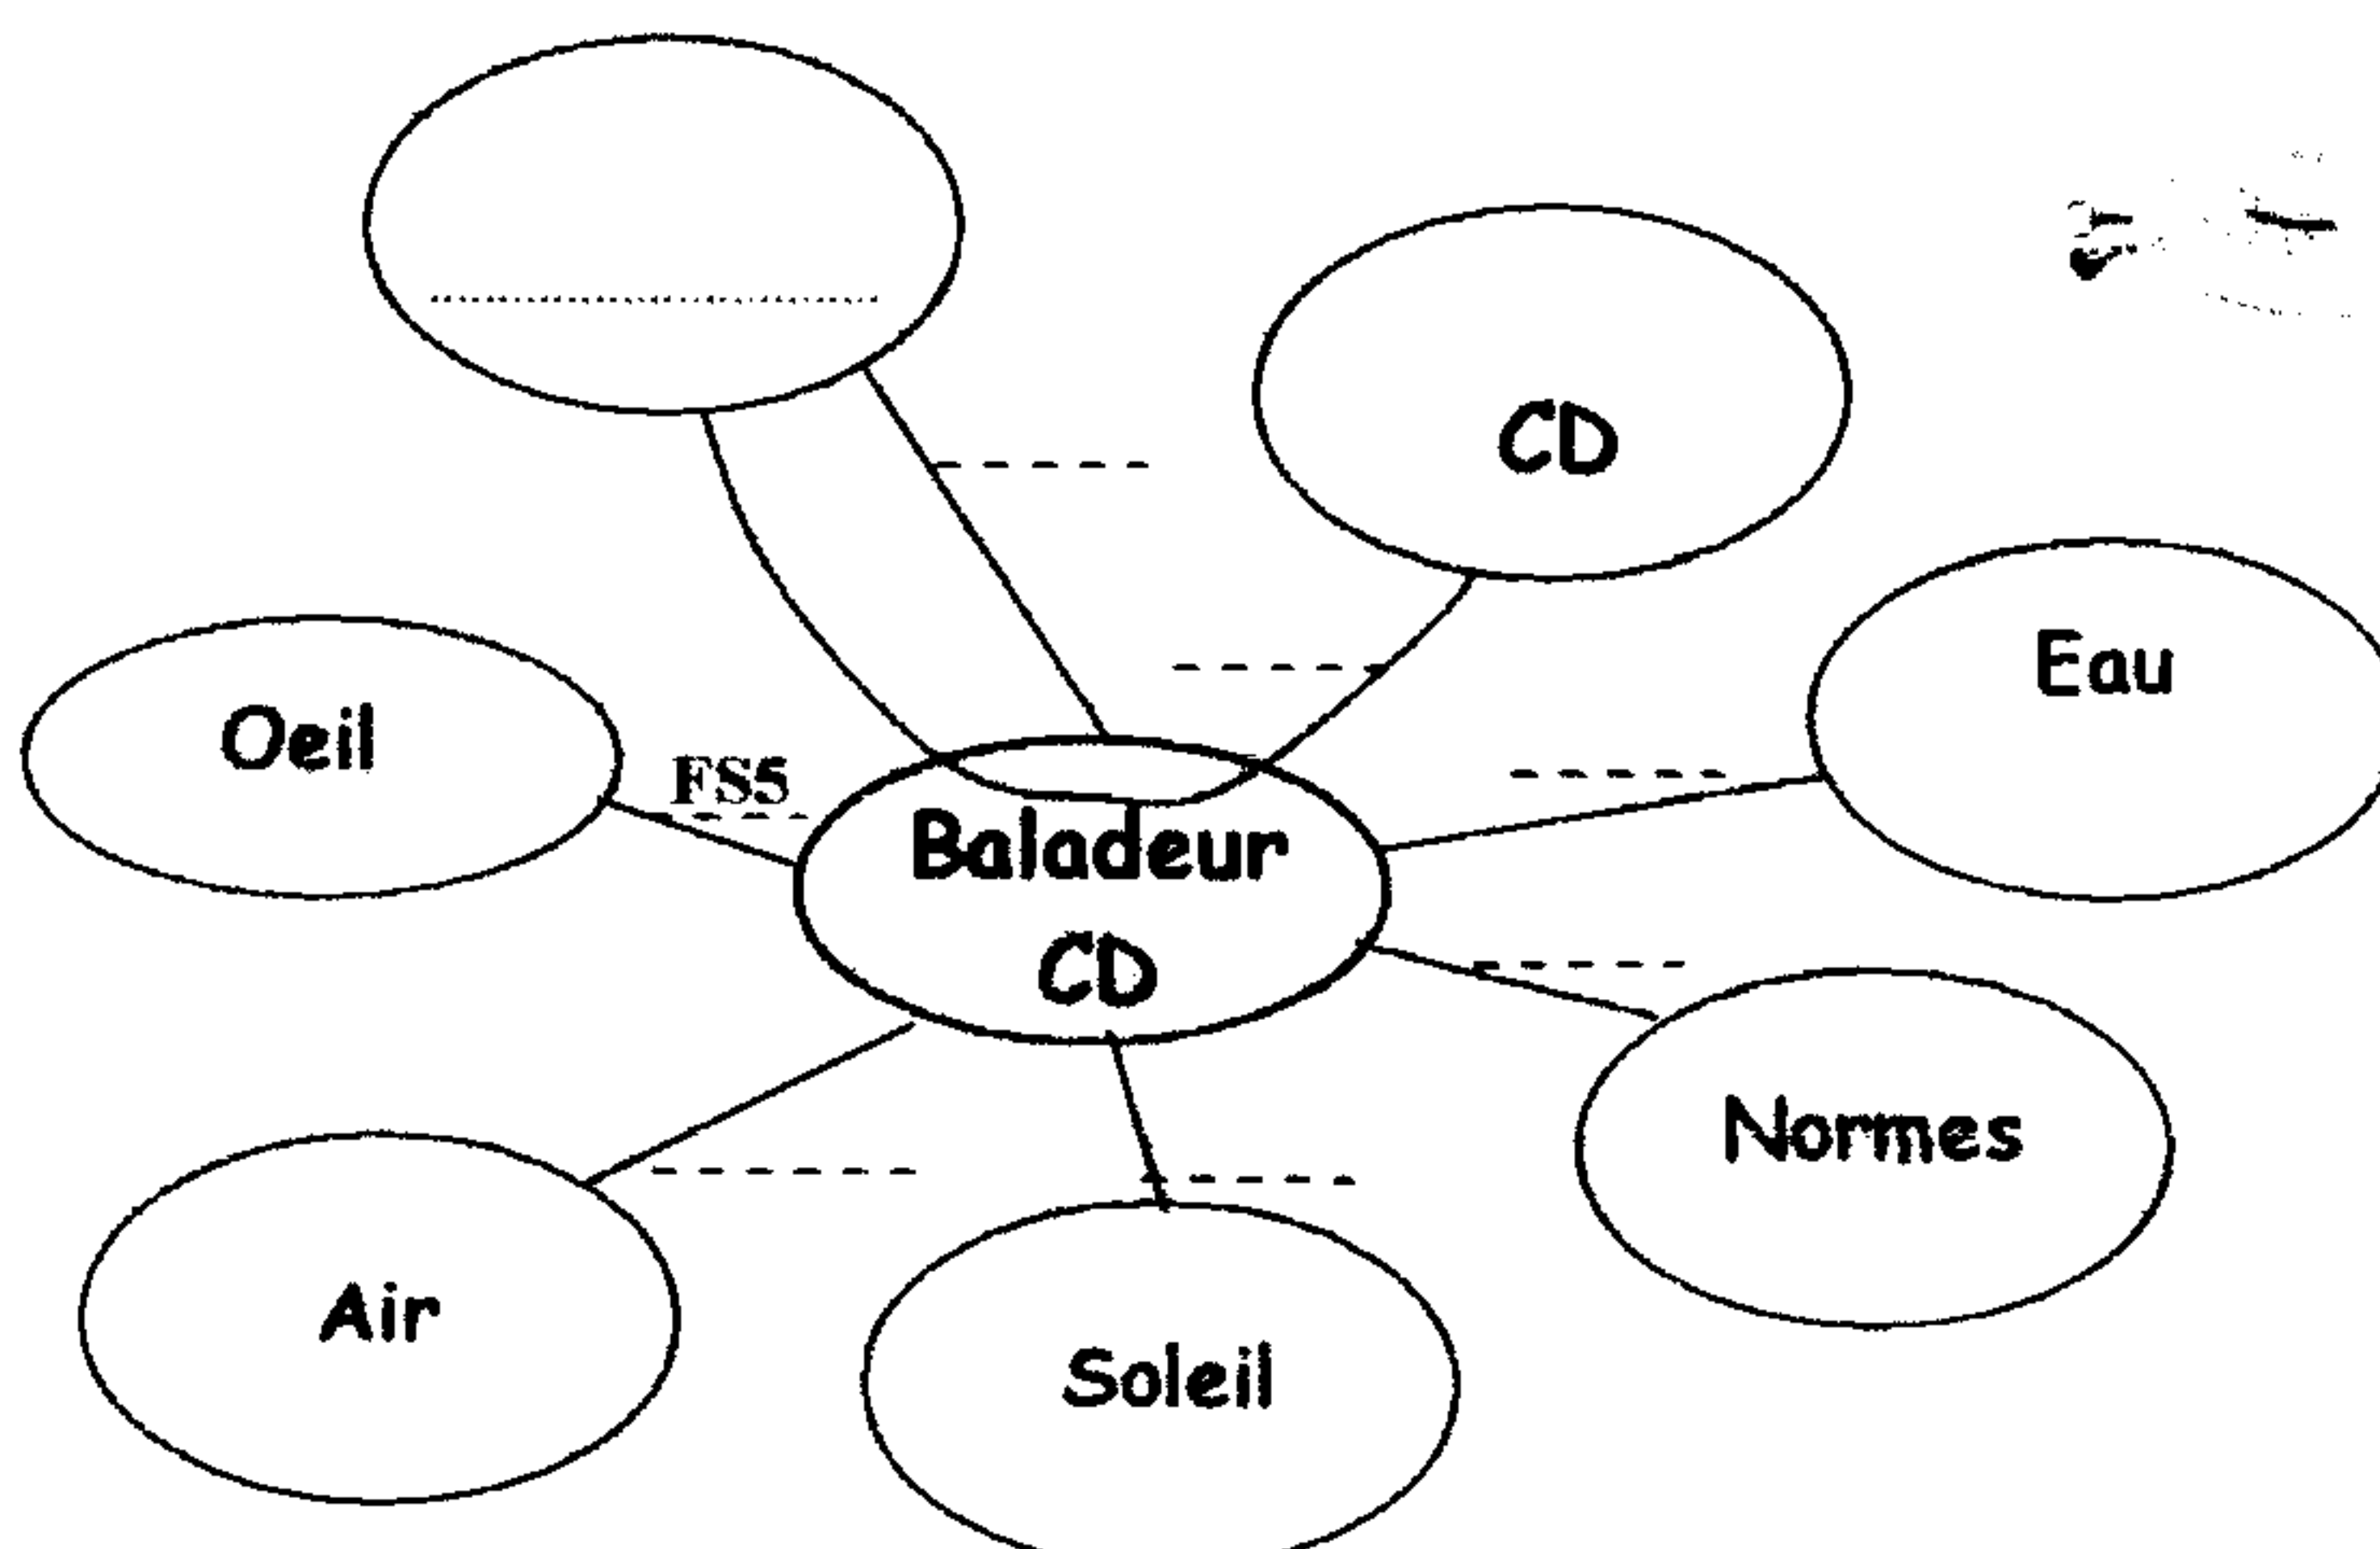 CD
Eau
Oeil
FS5
Baladeur
CD
Normes
Air
Soleil